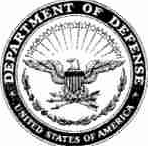 DEPARTMENT OF DEFENSE
UNITED STATES OF AMERICA